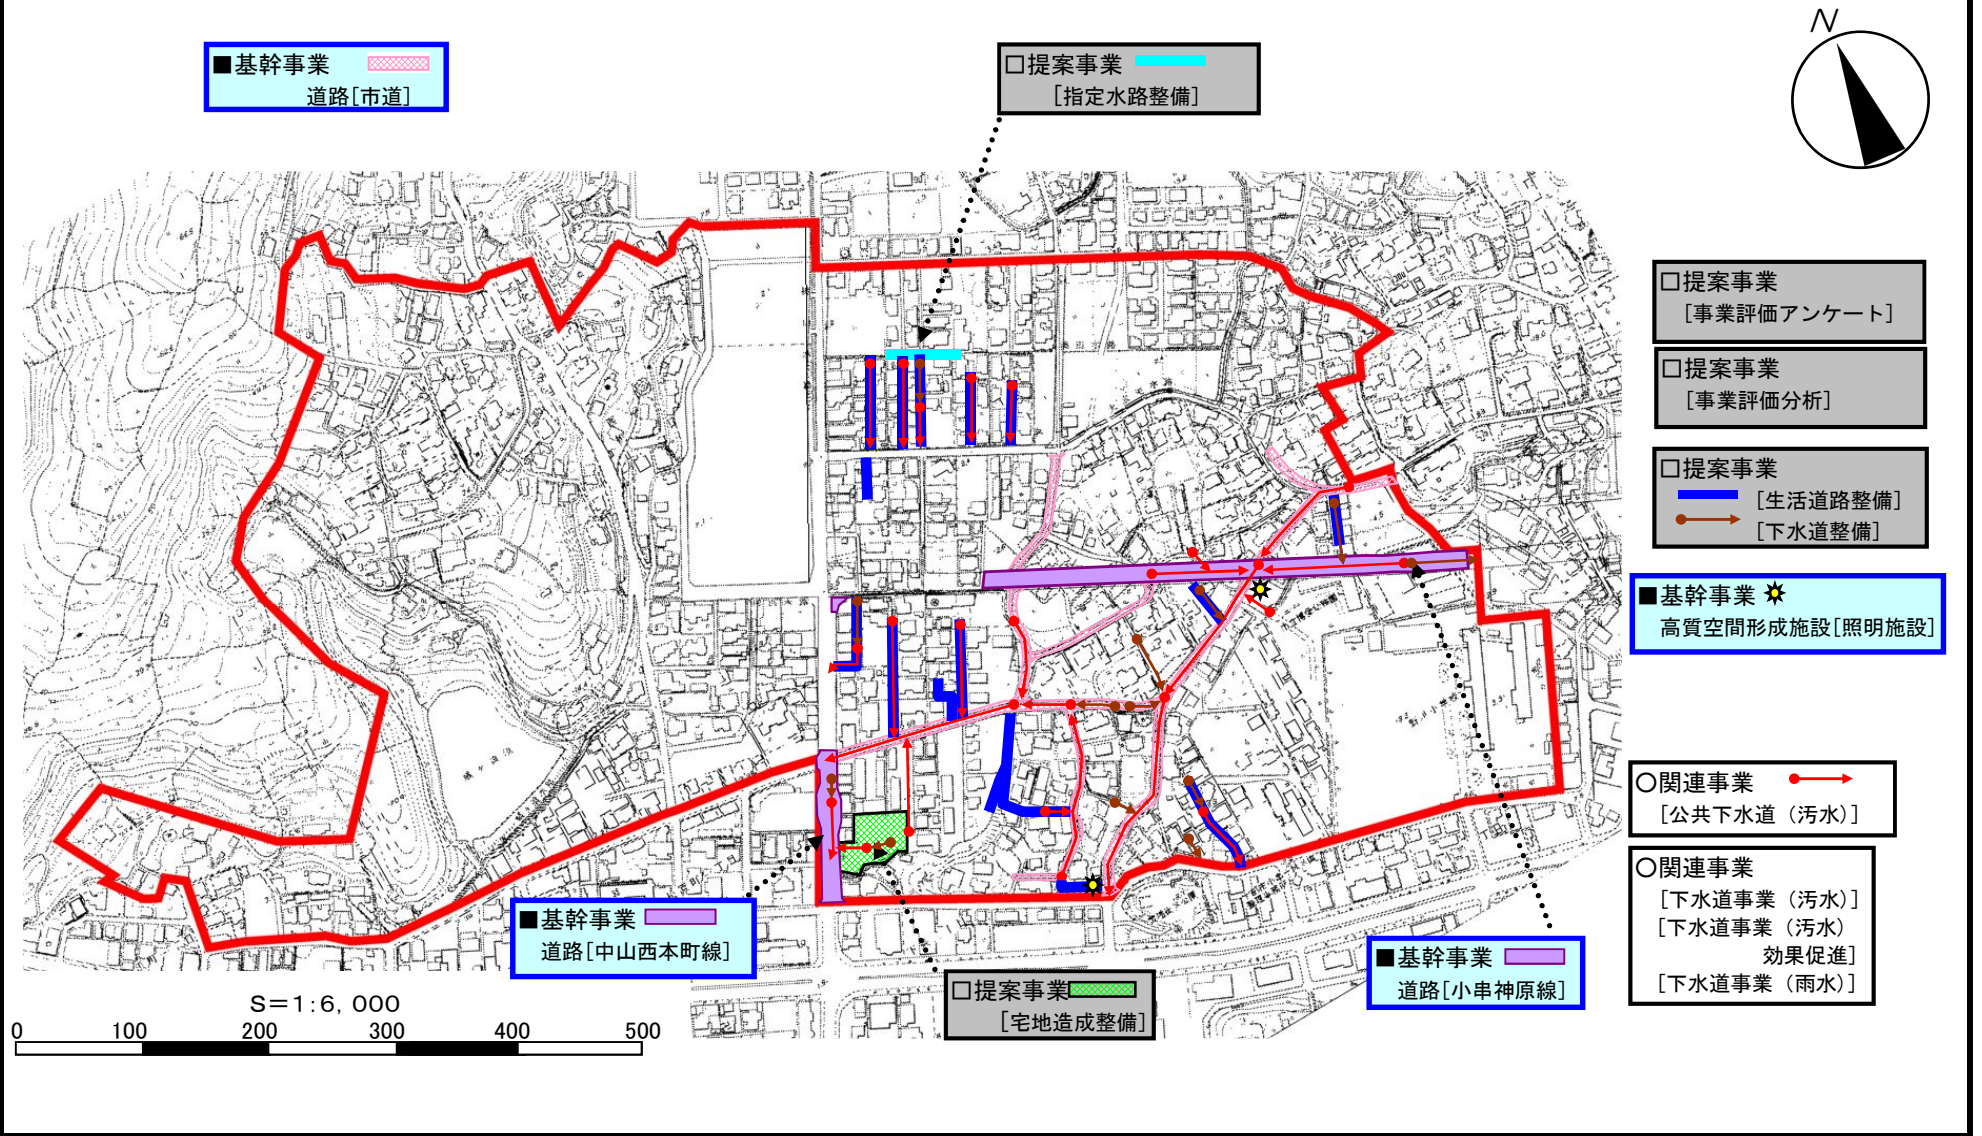 N
■基幹事業
道路[市道]
□提案事業
[指定水路整備]
□提案事業
[事業評価アンケート]
□提案事業
[事業評価分析]
□提案事業
[生活道路整備]
[下水道整備]
■基幹事業
高質空間形成施設[照明施設]
○関連事業
[公共下水道（汚水）]
○関連事業
[下水道事業（汚水）]
[下水道事業（汚水）
効果促進]
[下水道事業（雨水）]
■基幹事業
道路[中山西本町線]
□提案事業
[宅地造成整備]
■基幹事業
道路[小串神原線]
S＝1:6, 000
0 100 200 300 400 500